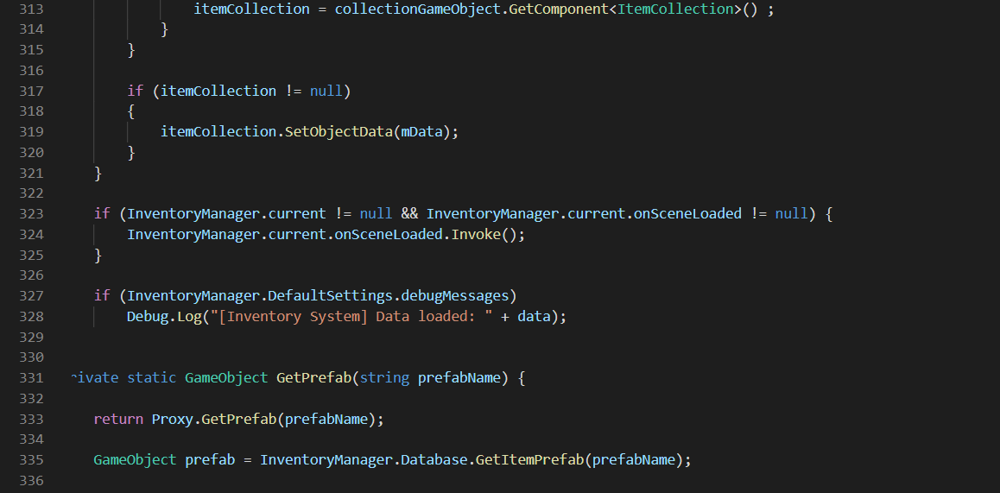 313 itemCollection = collectionGameObject.GetComponent<ItemCollection>() ;
314 }
315 }
316
317 if (itemCollection != null)
318 {
319 itemCollection.SetObjectData(mData);
320 }
321 }
322
323 if (InventoryManager.current != null && InventoryManager.current.onSceneLoaded != null) {
324 InventoryManager.current.onSceneLoaded.Invoke();
325 }
326
327 if (InventoryManager.DefaultSettings.debugMessages)
328 Debug.Log("[Inventory System] Data loaded: " + data);
329
330
331 rivate static GameObject GetPrefab(string prefabName) {
332
333 return Proxy.GetPrefab(prefabName);
334
335 GameObject prefab = InventoryManager.Database.GetItemPrefab(prefabName);
336